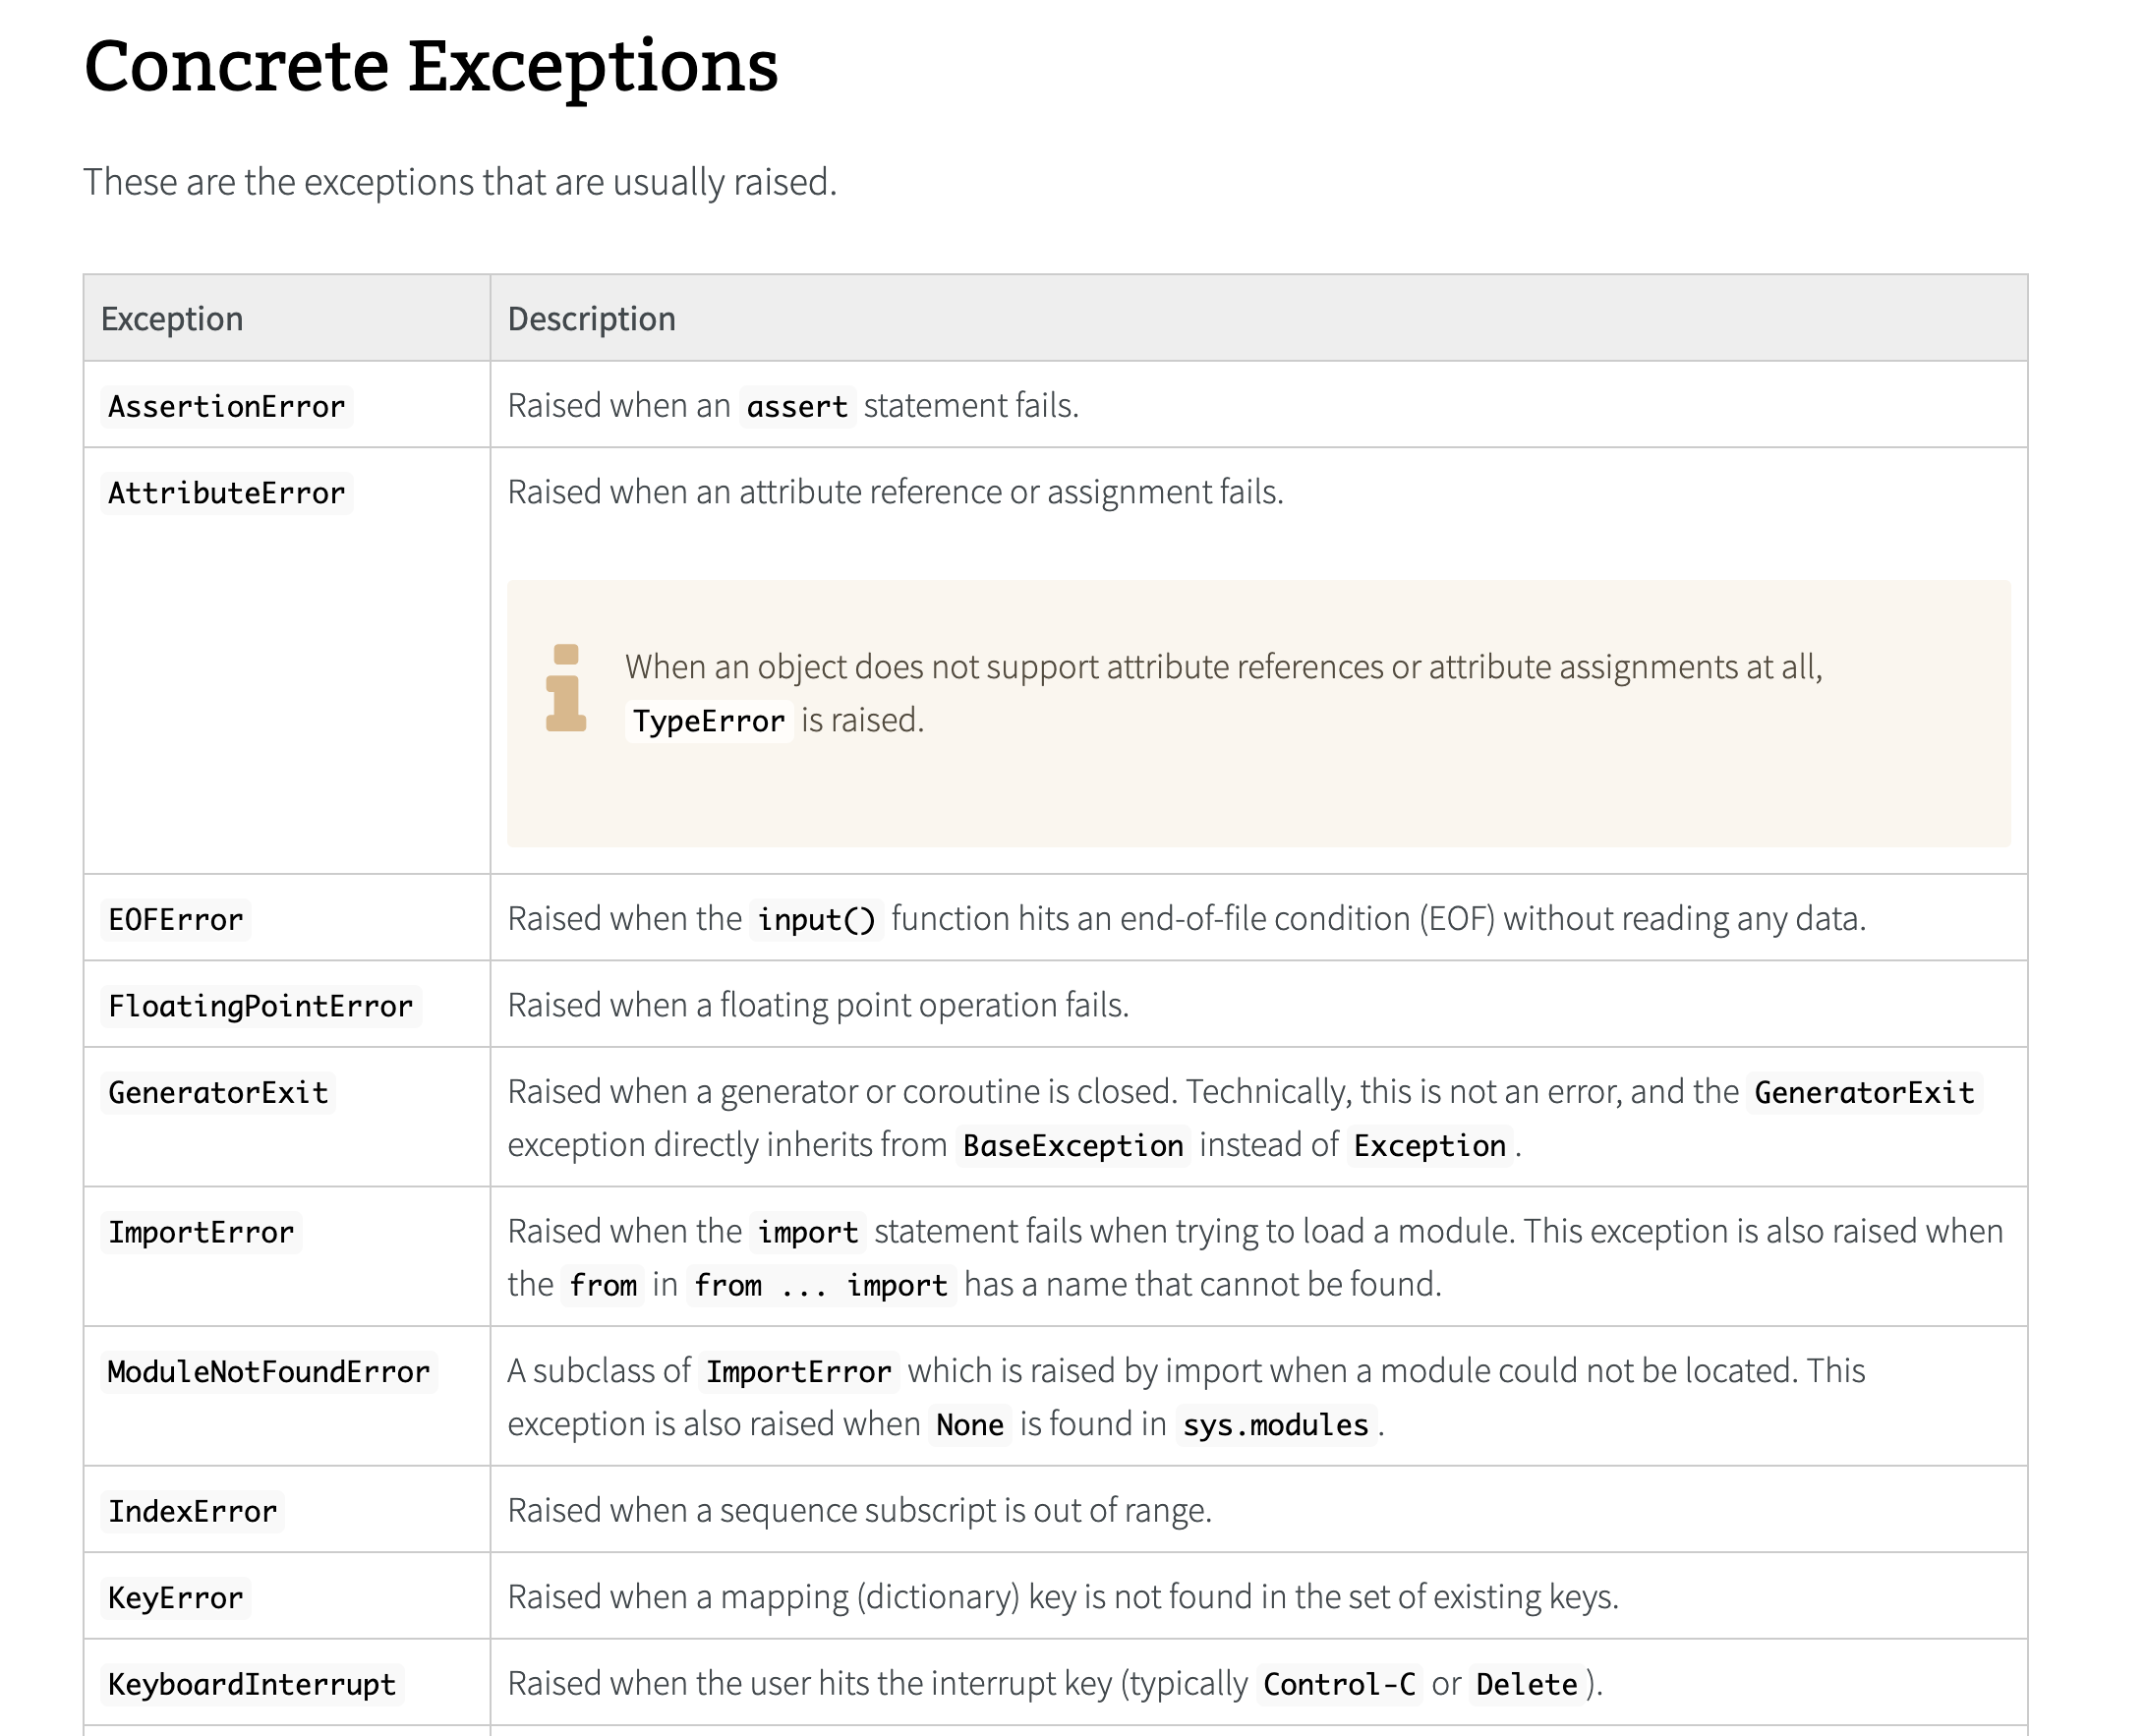 Concrete Exceptions
These are the exceptions that are usually raised.
Exception Description
AssertionError Raised when an assert statement fails.
AttributeError Raised when an attribute reference or assignment fails.
When an object does not support attribute references or attribute assignments at all,
TypeError is raised.
EOFError Raised when the input() function hits an end-of-file condition (EOF) without reading any data.
FloatingPointError Raised when a floating point operation fails.
GeneratorExit Raised when a generator or coroutine is closed. Technically, this is not an error, and the GeneratorExit
exception directly inherits from BaseException instead of Exception.
ImportError Raised when the import statement fails when trying to load a module. This exception is also raised when
the from in from ... import has a name that cannot be found.
ModuleNotFoundError A subclass of ImportError which is raised by import when a module could not be located. This
exception is also raised when None is found in sys.modules.
IndexError Raised when a sequence subscript is out of range.
KeyError Raised when a mapping (dictionary) key is not found in the set of existing keys.
KeyboardInterrupt Raised when the user hits the interrupt key (typically Control-C or Delete).